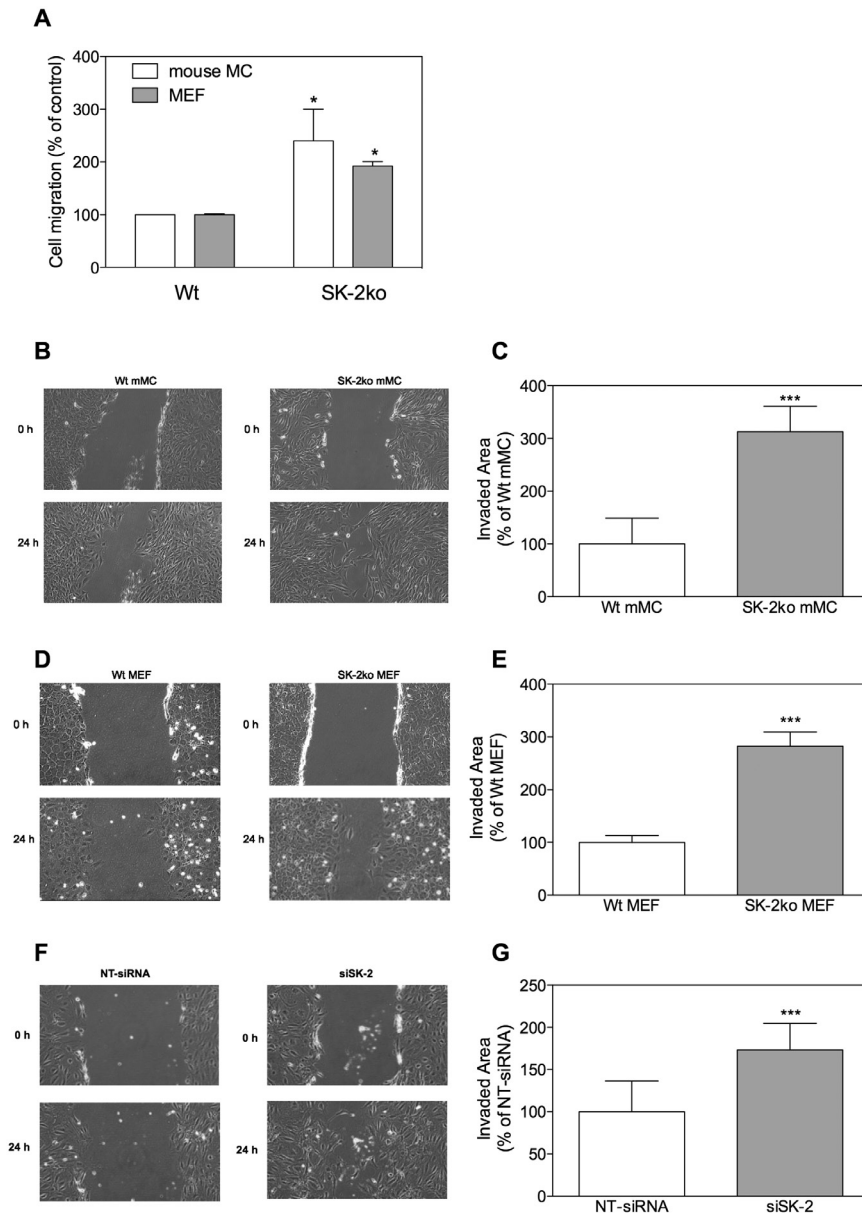 A
Cell migration (% of control)
400
300
200
100
0
mouse MC
MEF
*
*
Wt
SK-2ko
B
Wt mMC
SK-2ko mMC
0 h
0 h
24 h
24 h
C
Invaded Area
(% of Wt mMC)
400
300
200
100
0
***
Wt mMC
SK-2ko mMC
D
Wt MEF
SK-2ko MEF
0 h
0 h
24 h
24 h
E
Invaded Area
(% of Wt MEF)
400
300
200
100
0
***
Wt MEF
SK-2ko MEF
F
NT-siRNA
siSK-2
0 h
0 h
24 h
24 h
G
Invaded Area
(% of NT-siRNA)
250
200
150
100
50
0
***
NT-siRNA
siSK-2